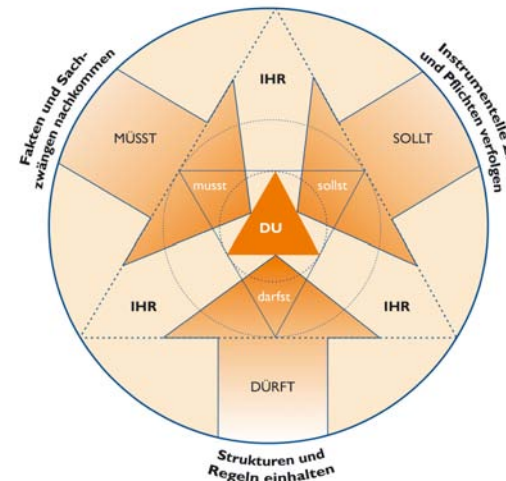 Fakten und Sach-
zwängen nachkommen
Instrumentelle
und Pflichten verfolgen
IHR
MÜSST
SOLLT
musst
sollst
DU
IHR
IHR
darfst
DÜRFT
Strukturen und
Regeln einhalten